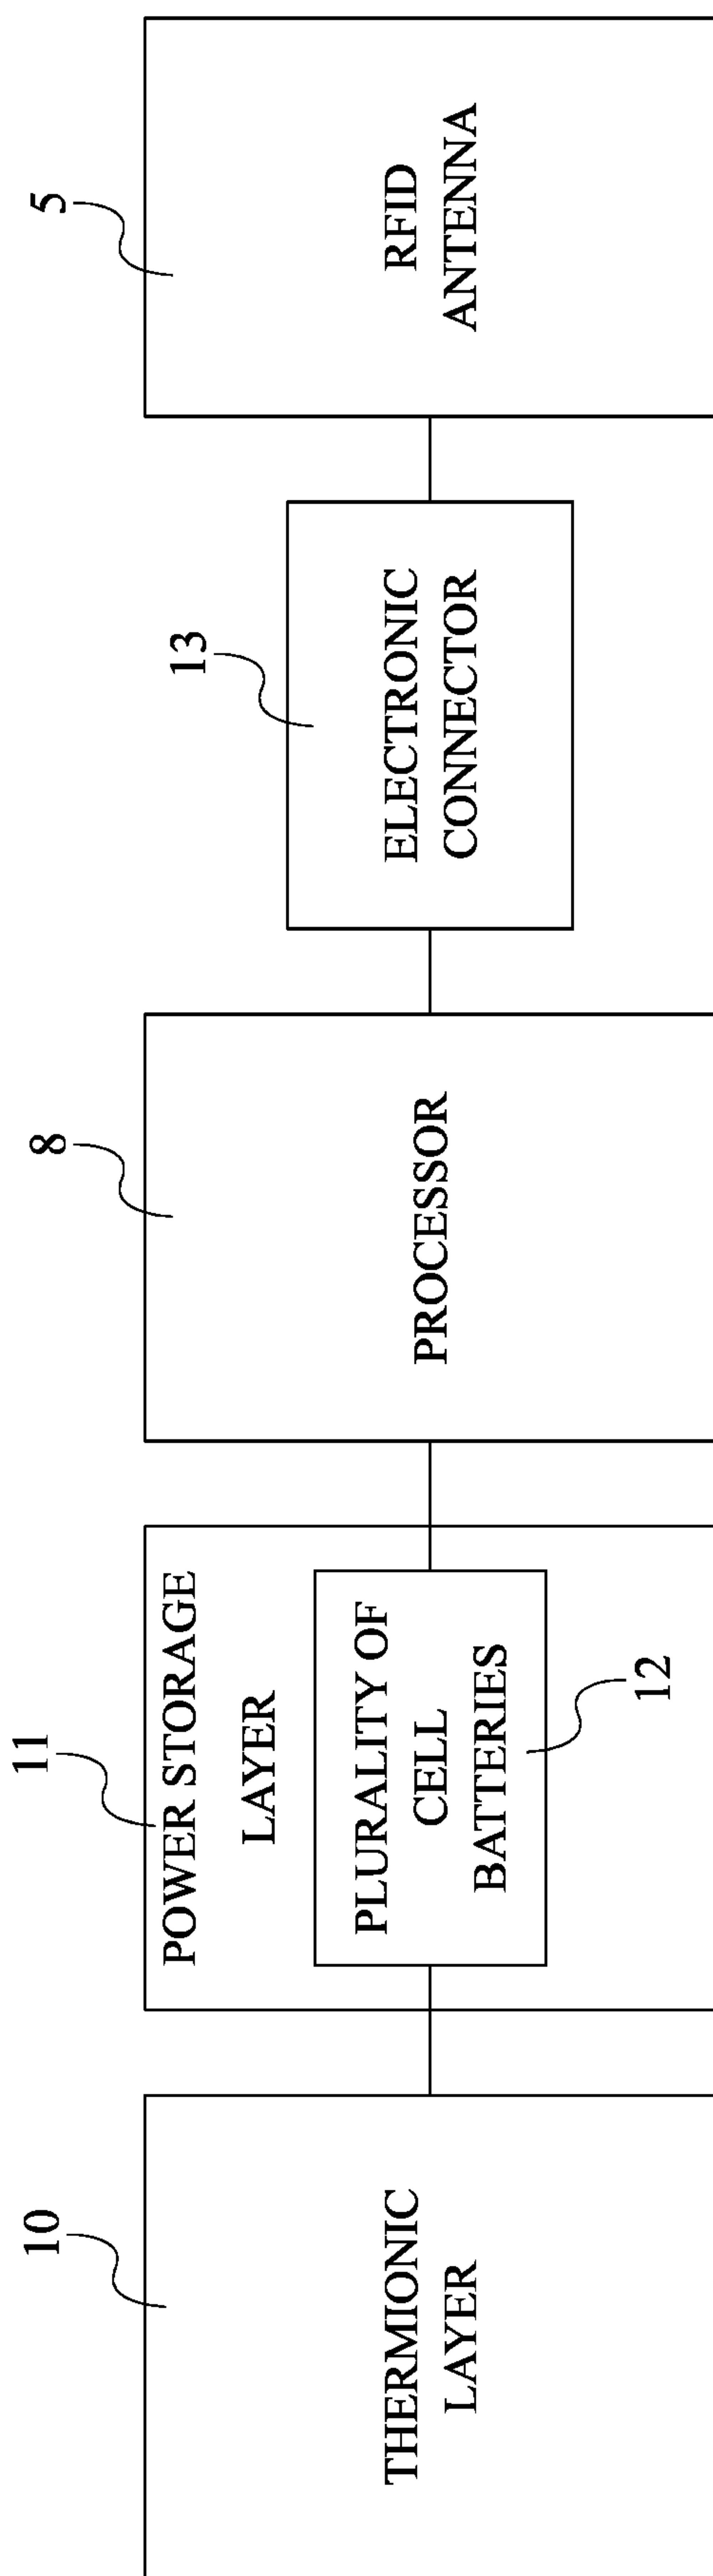 10
THERMIONIC
LAYER
11
POWER STORAGE
LAYER
PLURALITY OF
CELL
BATTERIES
12
8
PROCESSOR
13
ELECTRONIC
CONNECTOR
5
RFID
ANTENNA